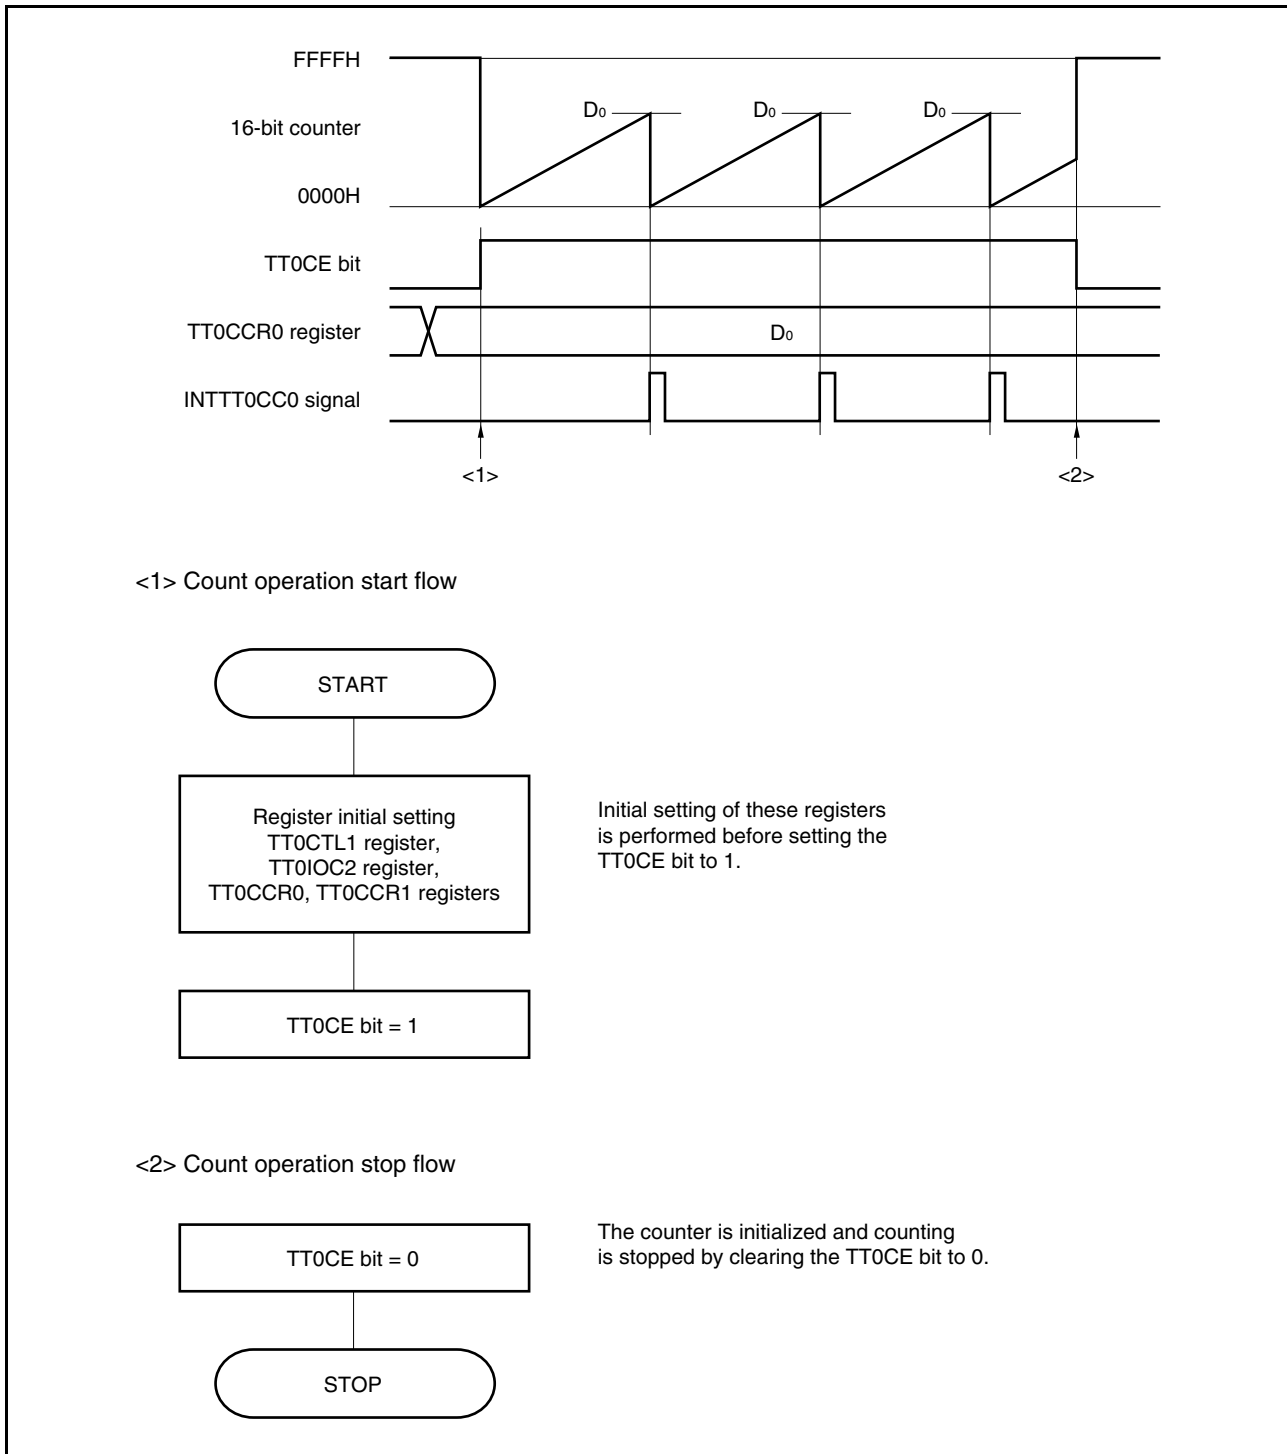 FFFFH
D0 D0 D0
16-bit counter
0000H
TT0CE bit
TT0CCR0 register D0
INTTT0CC0 signal
<1> <2>
<1> Count operation start flow
START
Register initial setting
TT0CTL1 register,
TT0IOC2 register,
TT0CCR0, TT0CCR1 registers
Initial setting of these registers
is performed before setting the
TT0CE bit to 1.
TT0CE bit = 1
<2> Count operation stop flow
TT0CE bit = 0
The counter is initialized and counting
is stopped by clearing the TT0CE bit to 0.
STOP